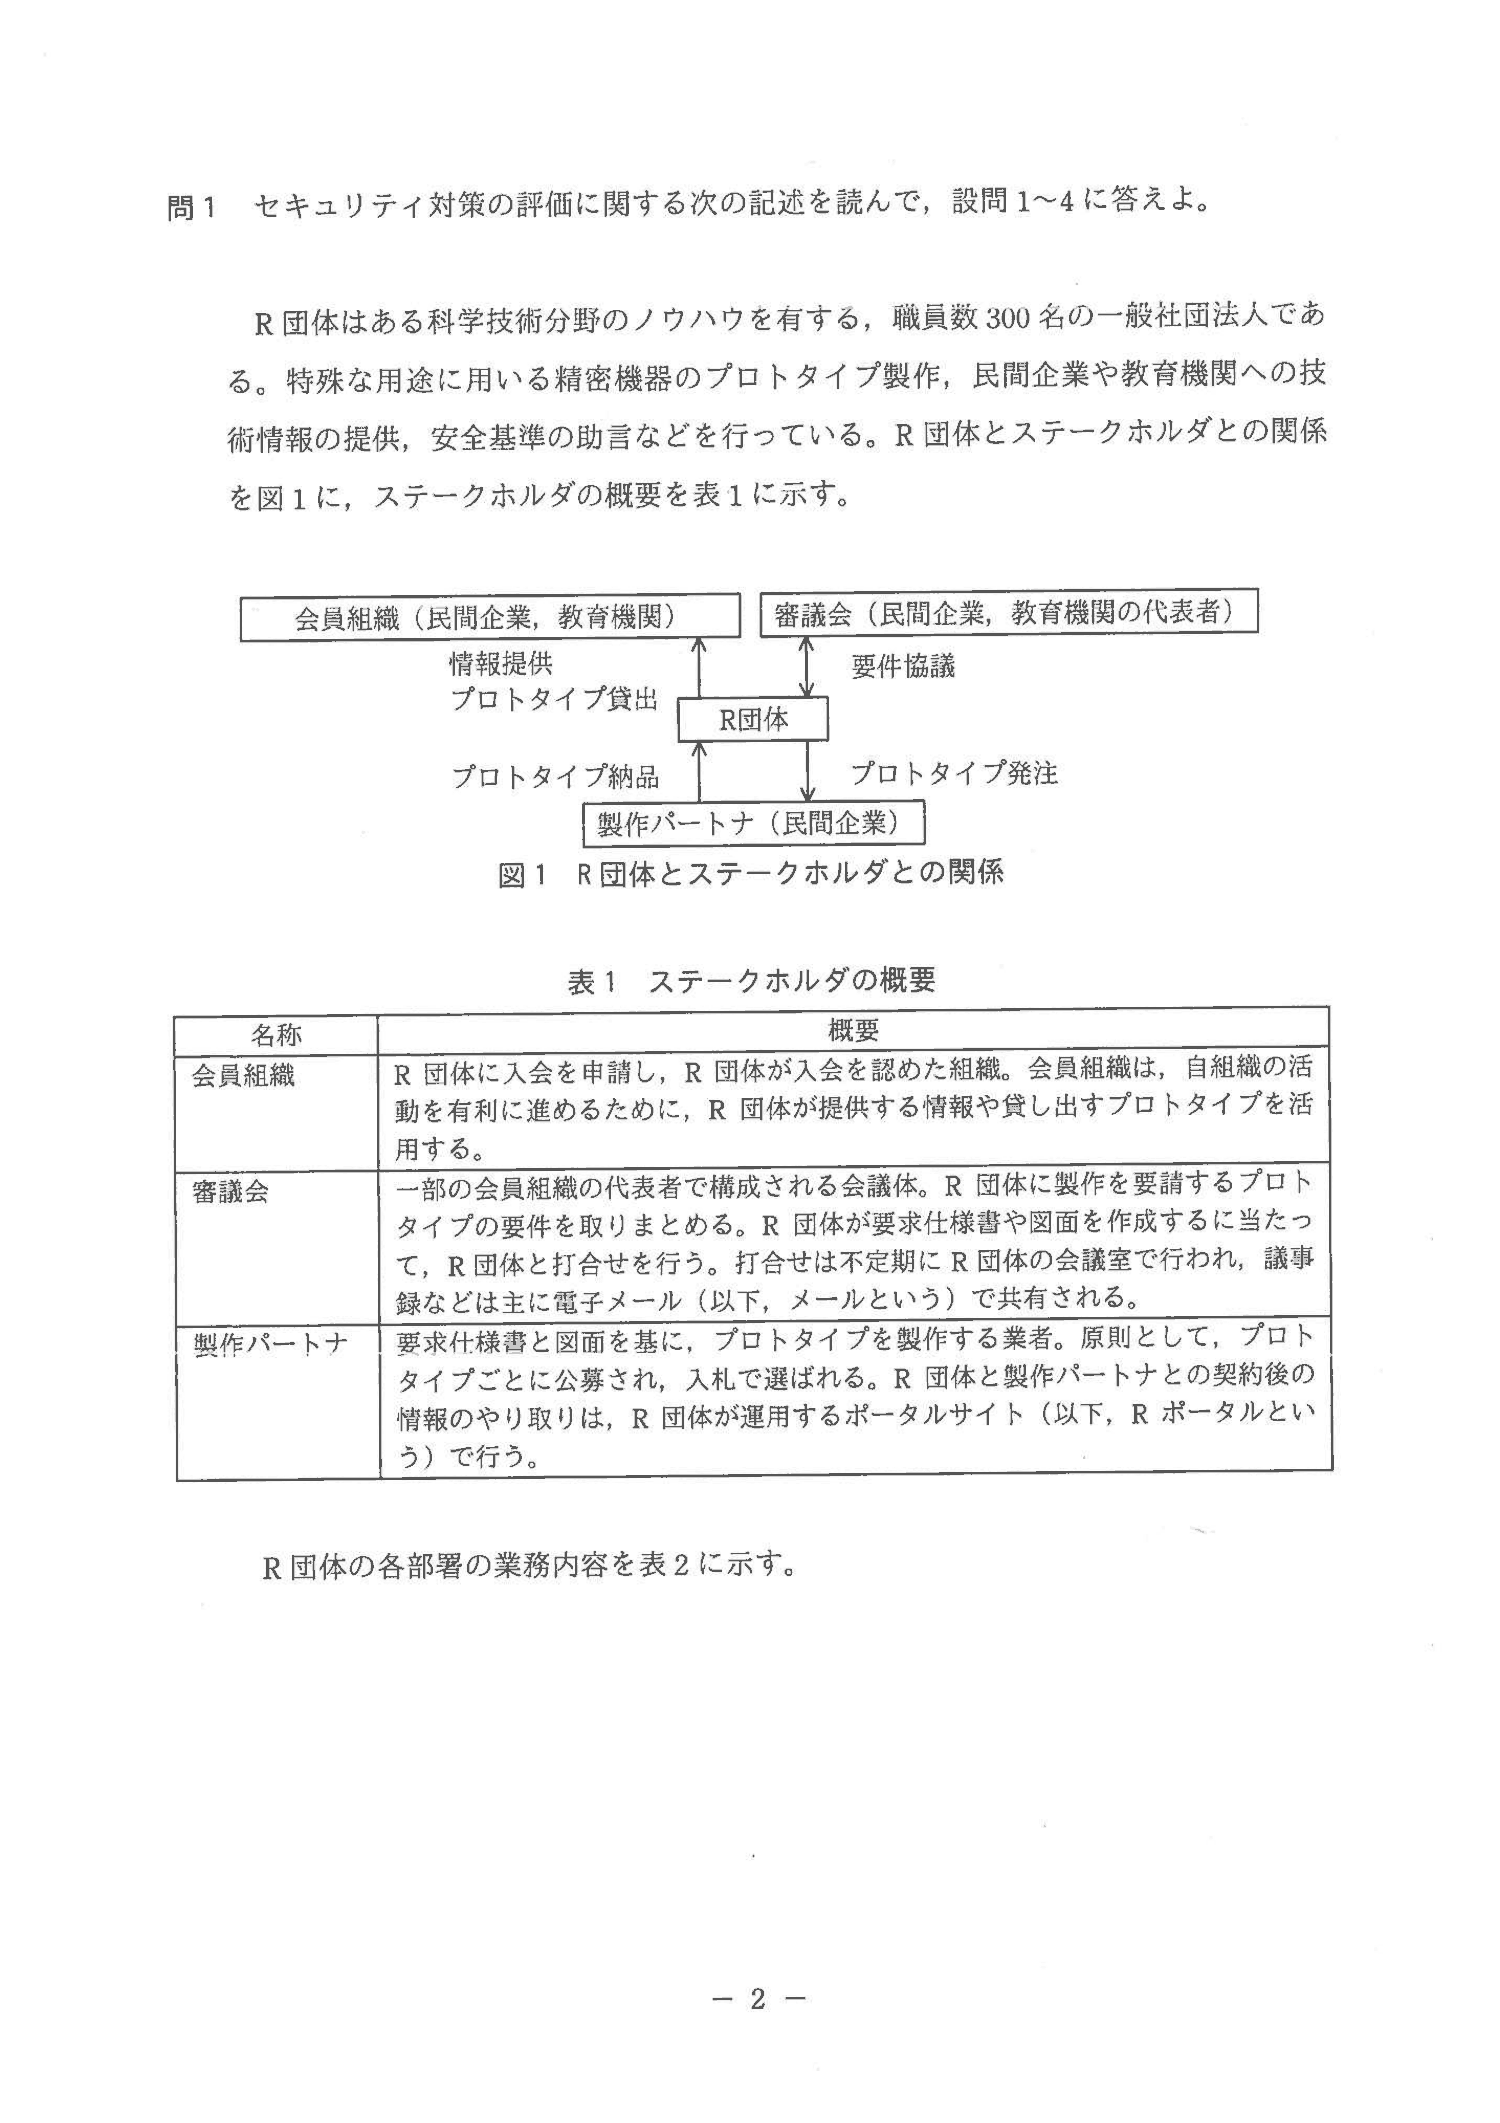 問1 セキュリティ対策の評価に関する次の記述を読んで，設問1～4に答えよ。
R団体はある科学技術分野のノウハウを有する，職員数300名の一般社団法人であ
る。特殊な用途に用いる精密機器のプロトタイプ製作，民間企業や教育機関への技
術情報の提供，安全基準の助言などを行っている。R団体とステークホルダとの関係
を図1に，ステークホルダの概要を表1に示す。
会員組織（民間企業，教育機関） 審議会（民間企業，教育機関の代表者）
情報提供 要件協議
プロトタイプ貸出
R団体
プロトタイプ納品 プロトタイプ発注
製作パートナ（民間企業）
図1 R団体とステークホルダとの関係
表1 ステークホルダの概要
名称 概要
会員組織 R団体に入会を申請し，R団体が入会を認めた組織。会員組織は，自組織の活
動を有利に進めるために，R団体が提供する情報や貸し出すプロトタイプを活
用する。
審議会 一部の会員組織の代表者で構成される会議体。R団体に製作を要請するプロト
タイプの要件を取りまとめる。R団体が要求仕様書や図面を作成するに当たっ
て，R団体と打合せを行う。打合せは不定期にR団体の会議室で行われ，議事
録などは主に電子メール（以下，メールという）で共有される。
製作パートナ 要求仕様書と図面を基に，プロトタイプを製作する業者。原則として，プロト
タイプごとに公募され，入札で選ばれる。R団体と製作パートナとの契約後の
情報のやり取りは，R団体が運用するポータルサイト（以下，Rポータルとい
う）で行う。
R団体の各部署の業務内容を表2に示す。
－ 2 －